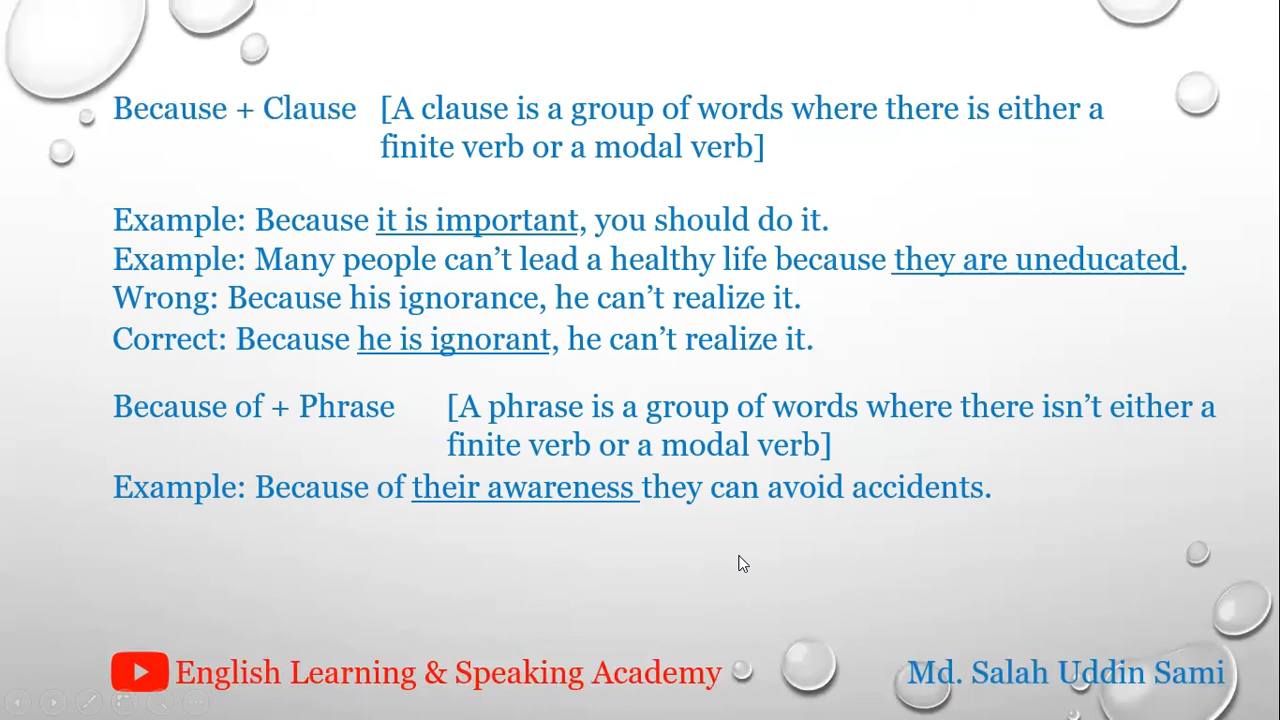 Because + Clause [A clause is a group of words where there is either a
finite verb or a modal verb]
Example: Because it is important, you should do it.
Example: Many people can’t lead a healthy life because they are uneducated.
Wrong: Because his ignorance, he can’t realize it.
Correct: Because he is ignorant, he can’t realize it.
Because of + Phrase [A phrase is a group of words where there isn’t either a
finite verb or a modal verb]
Example: Because of their awareness they can avoid accidents.
English Learning & Speaking Academy
Md. Salah Uddin Sami